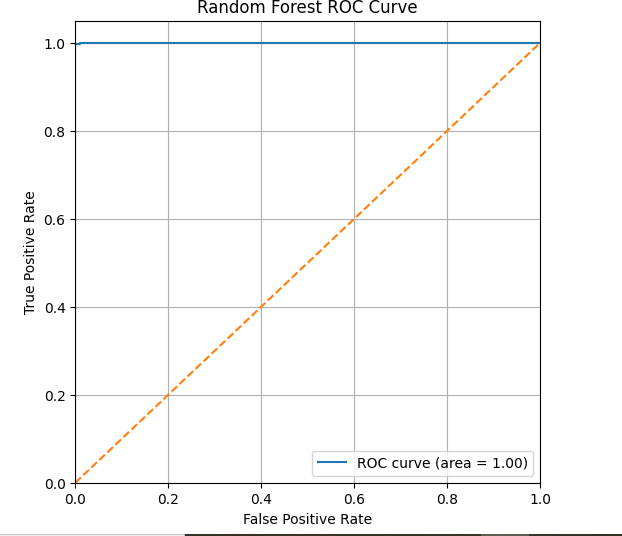 Random Forest ROC Curve
1.0
0.8
0.6
0.4
0.2
0.0
True Positive Rate
ROC curve (area = 1.00)
0.0 0.2 0.4 0.6 0.8 1.0
False Positive Rate